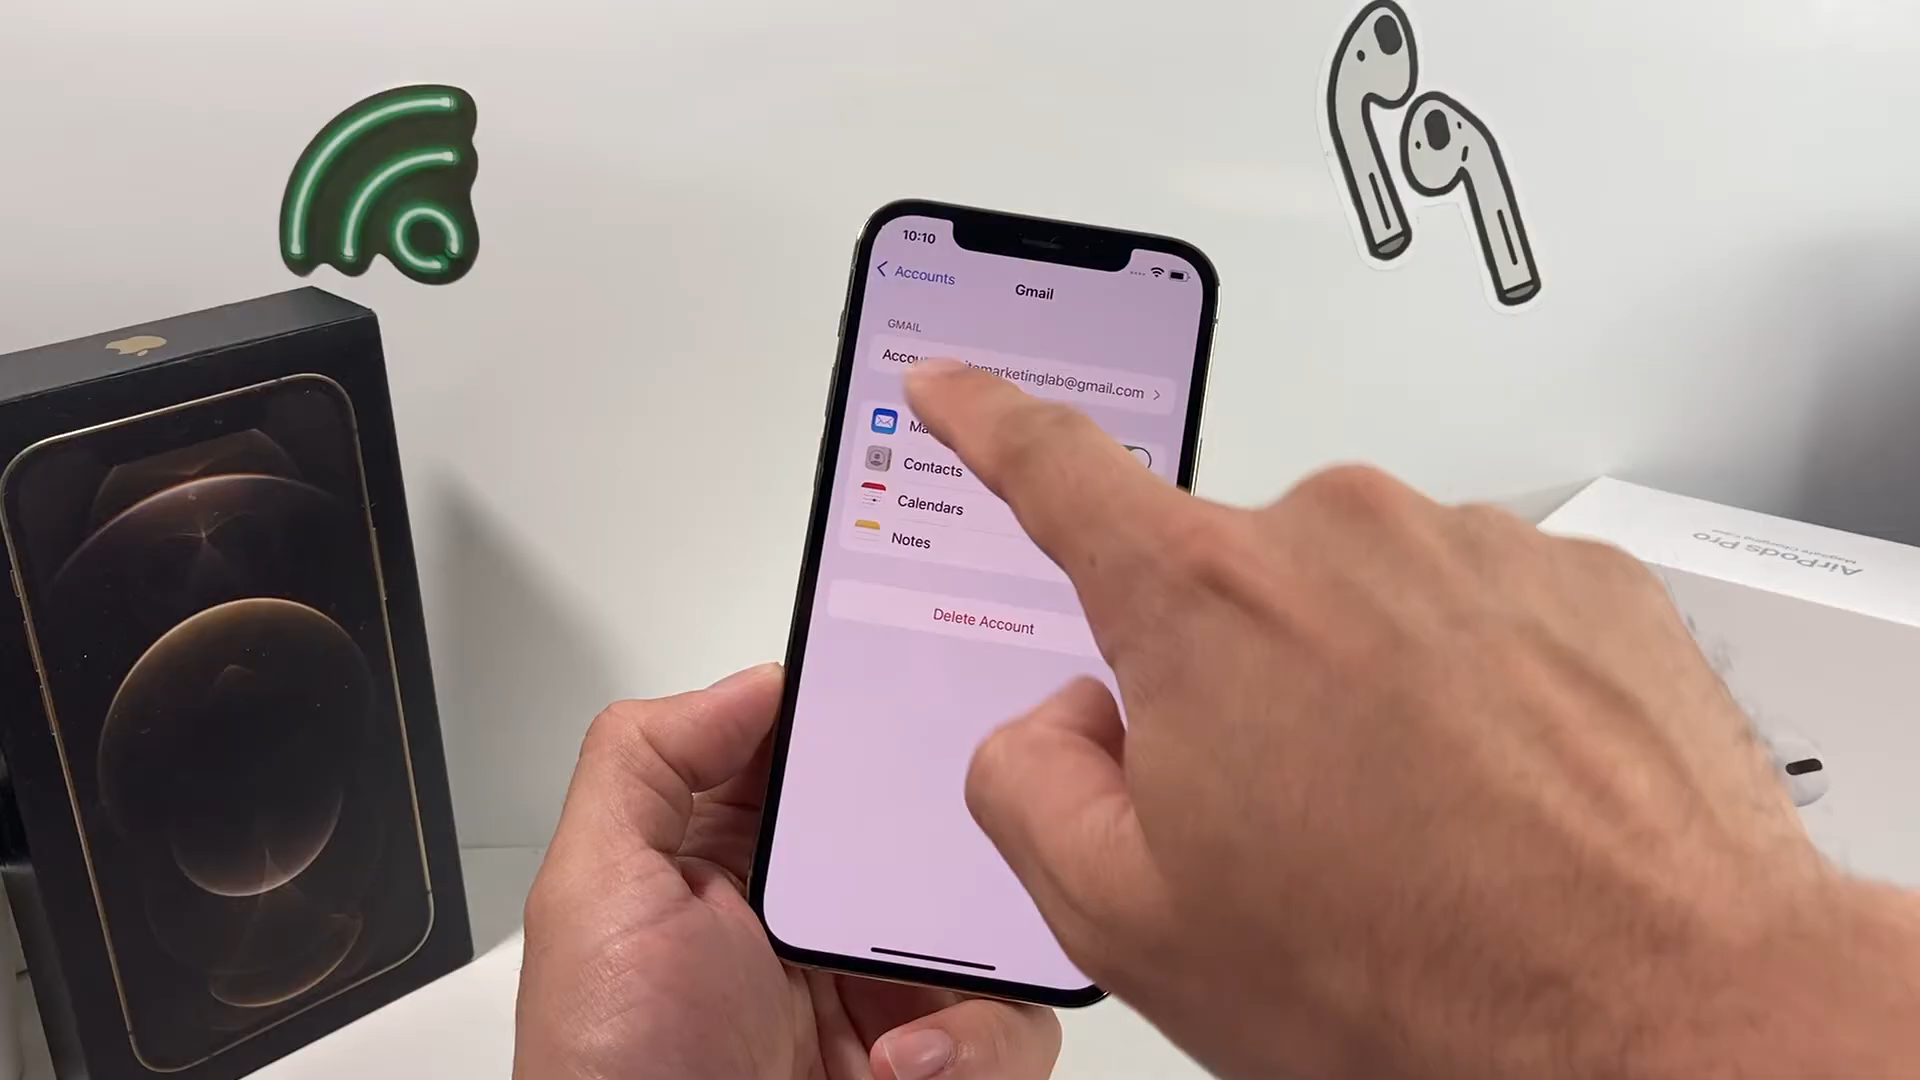 10:10
Accounts
Gmail
GMAIL
marketinglab@gmail.com
Contacts
Calendars
Notes
Delete Account
AirPods Pro